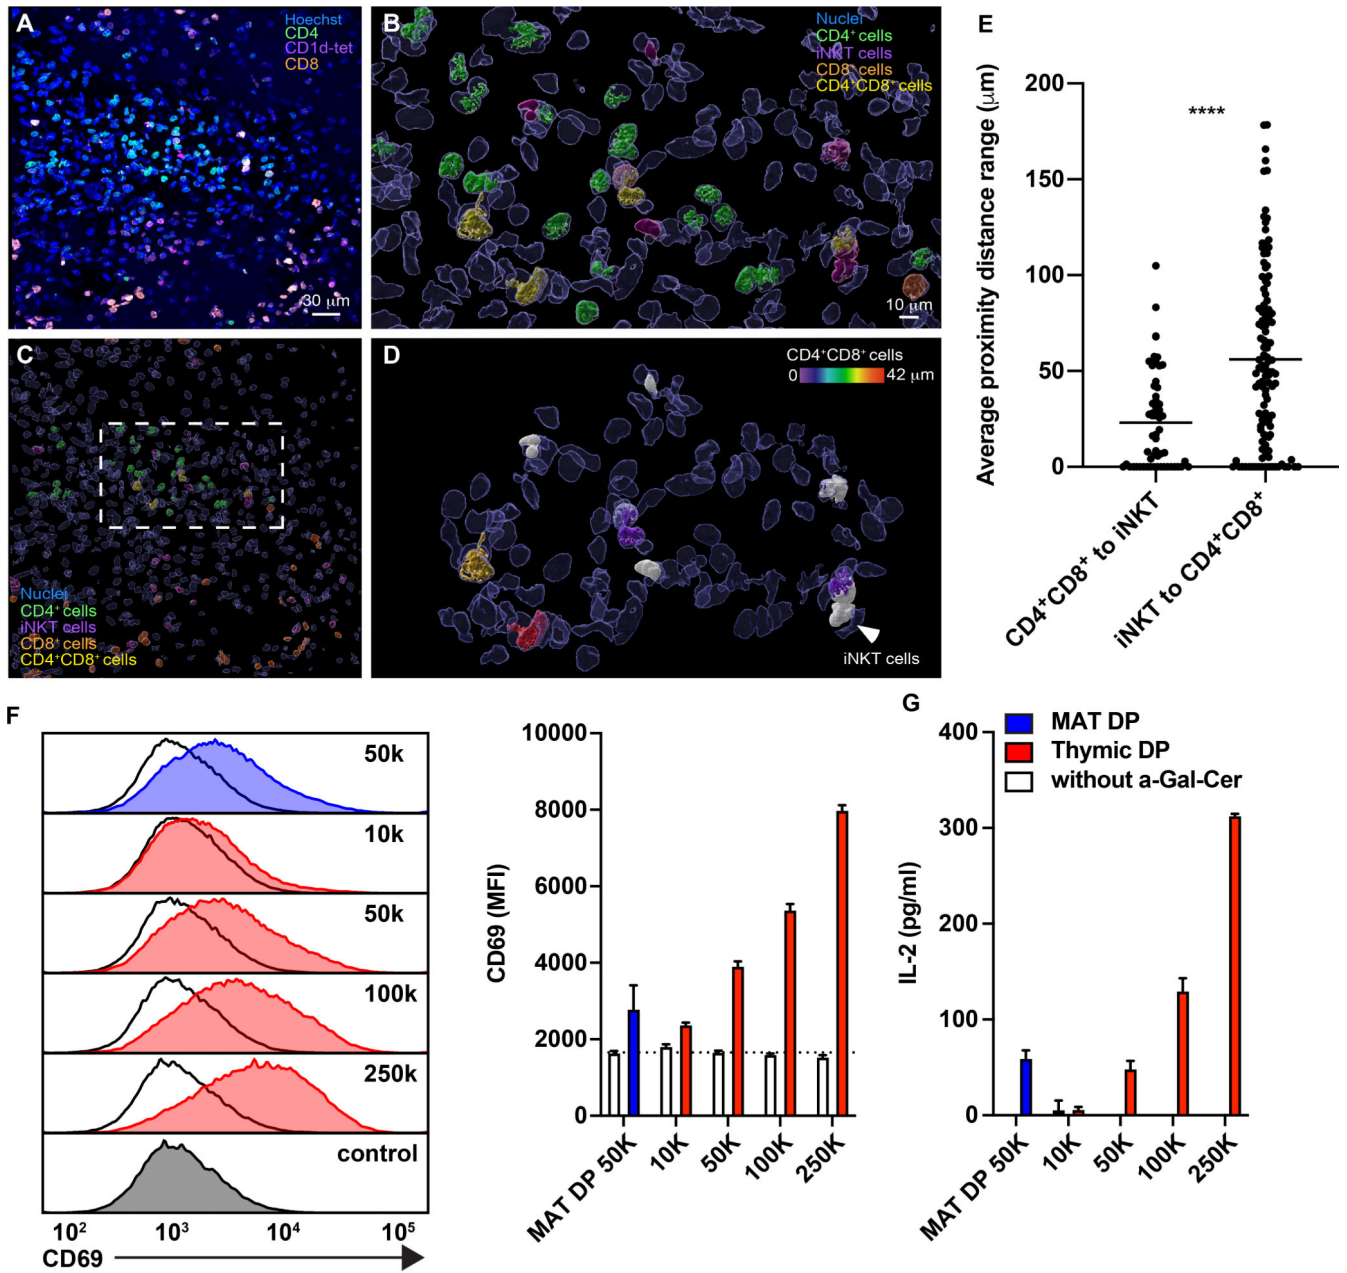 A
Hoechst
CD4
CD1d-tet
CD8
30 μm
B
Nuclei
CD4⁺ cells
iNKT cells
CD8⁺ cells
CD4⁺CD8⁺ cells
10 μm
C
Nuclei
CD4⁺ cells
iNKT cells
CD8⁺ cells
CD4⁺CD8⁺ cells
D
CD4⁺CD8⁺ cells
0 42 μm
iNKT cells
E
Average proximity distance range (μm)
200
150
100
50
0
****
CD4⁺CD8⁺ to iNKT
iNKT to CD4⁺CD8⁺
F
50k
10k
50k
100k
250k
control
10² 10³ 10⁴ 10⁵
CD69
CD69 (MFI)
10000
8000
6000
4000
2000
0
MAT DP 50K
10K
50K
100K
250K
G
MAT DP
Thymic DP
without a-Gal-Cer
IL-2 (pg/ml)
400
300
200
100
0
MAT DP 50K
10K
50K
100K
250K